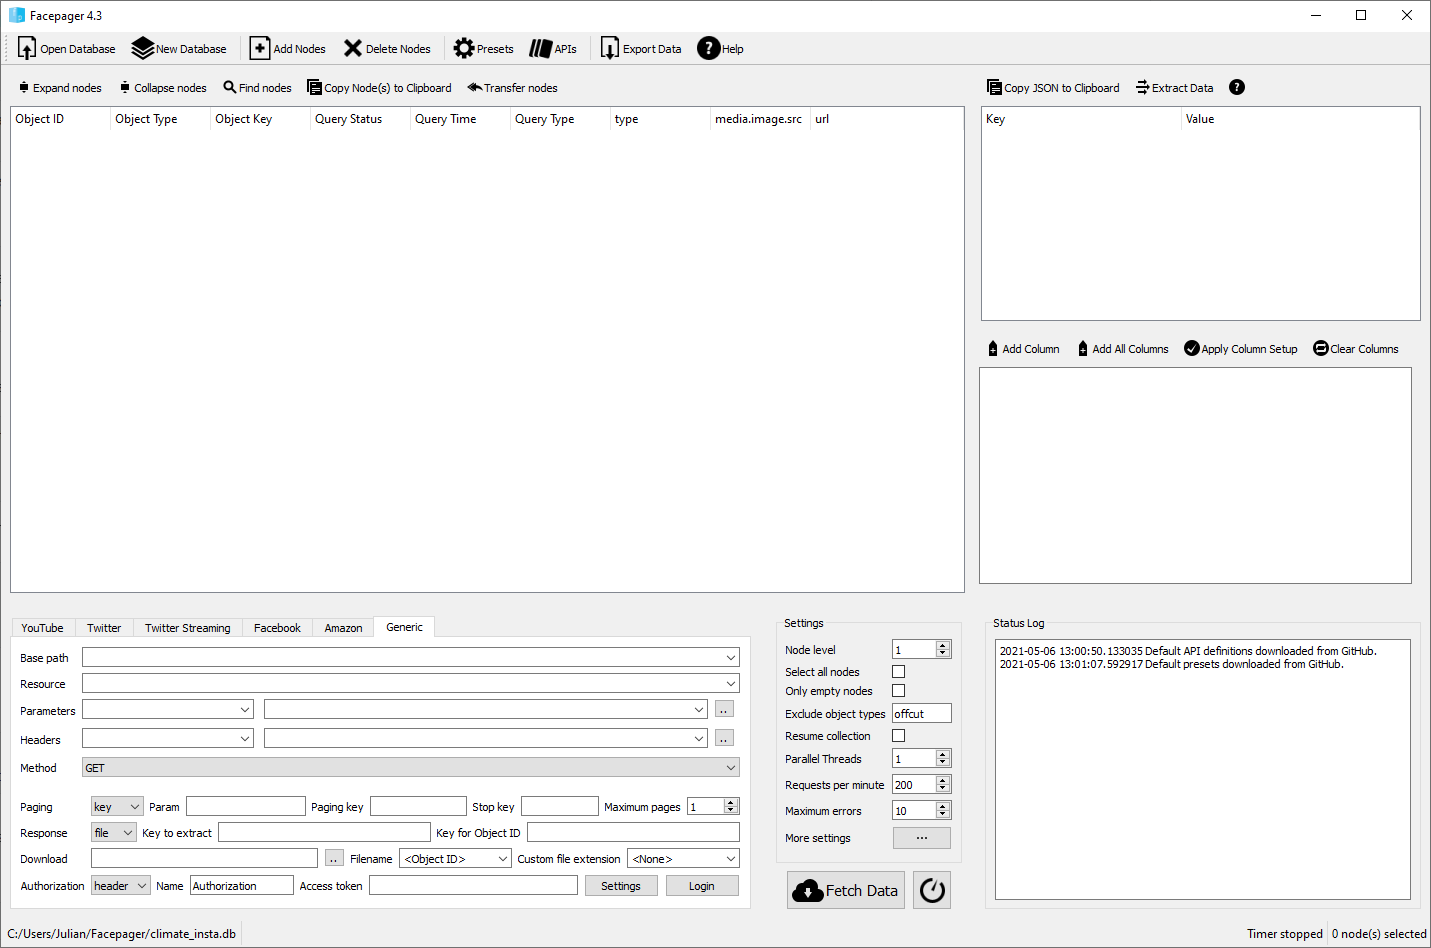 Facepager 4.3
Open Database New Database Add Nodes Delete Nodes Presets APIs Export Data Help
Expand nodes Collapse nodes Find nodes Copy Node(s) to Clipboard Transfer nodes Copy JSON to Clipboard Extract Data
Object ID Object Type Object Key Query Status Query Time Query Type type media.image.src url Key Value
Add Column Add All Columns Apply Column Setup Clear Columns
YouTube Twitter Twitter Streaming Facebook Amazon Generic
Base path
Resource
Parameters ..
Headers ..
Method GET
Paging key Param Paging key Stop key Maximum pages 1
Response file Key to extract Key for Object ID
Download .. Filename <Object ID> Custom file extension <None>
Authorization header Name Authorization Access token Settings Login
Settings
Node level 1
Select all nodes
Only empty nodes
Exclude object types offcut
Resume collection
Parallel Threads 1
Requests per minute 200
Maximum errors 10
More settings ...
Fetch Data
Status Log
2021-05-06 13:00:50.133035 Default API definitions downloaded from GitHub.
2021-05-06 13:01:07.592917 Default presets downloaded from GitHub.
C:/Users/Julian/Facepager/climate_insta.db Timer stopped 0 node(s) selected